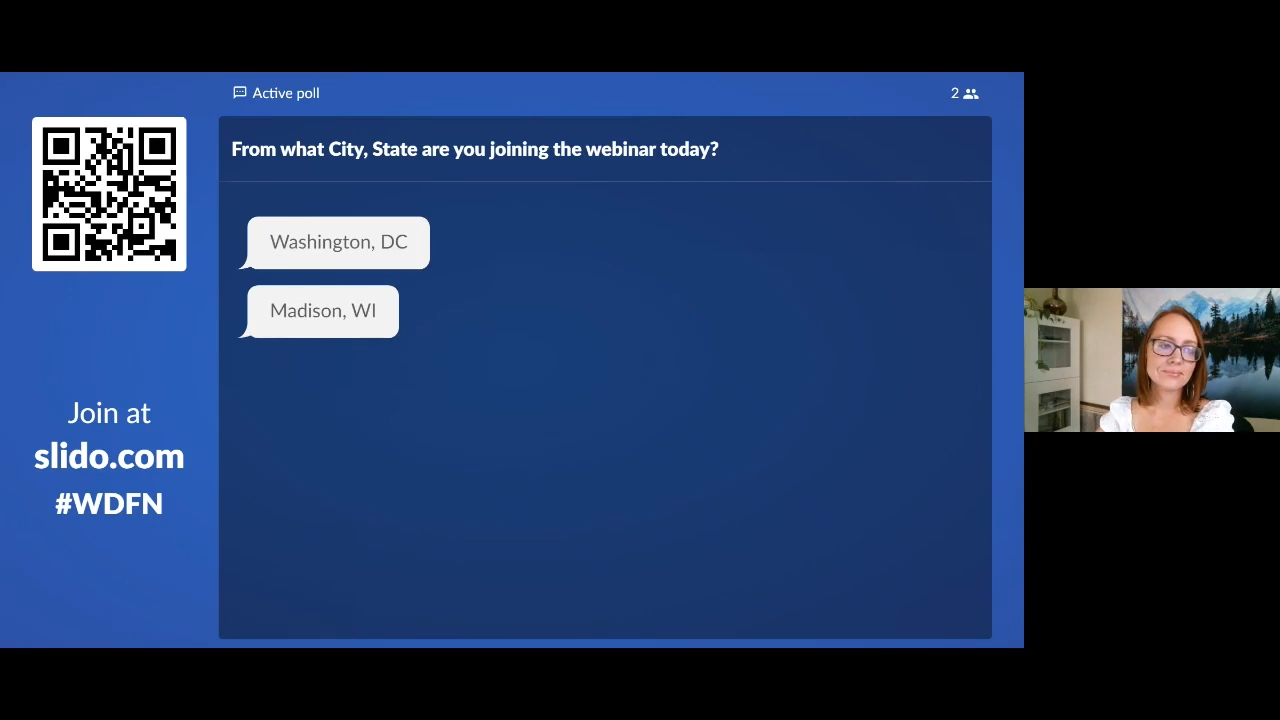 Active poll
2
From what City, State are you joining the webinar today?
Washington, DC
Madison, WI
Join at
slido.com
#WDFN